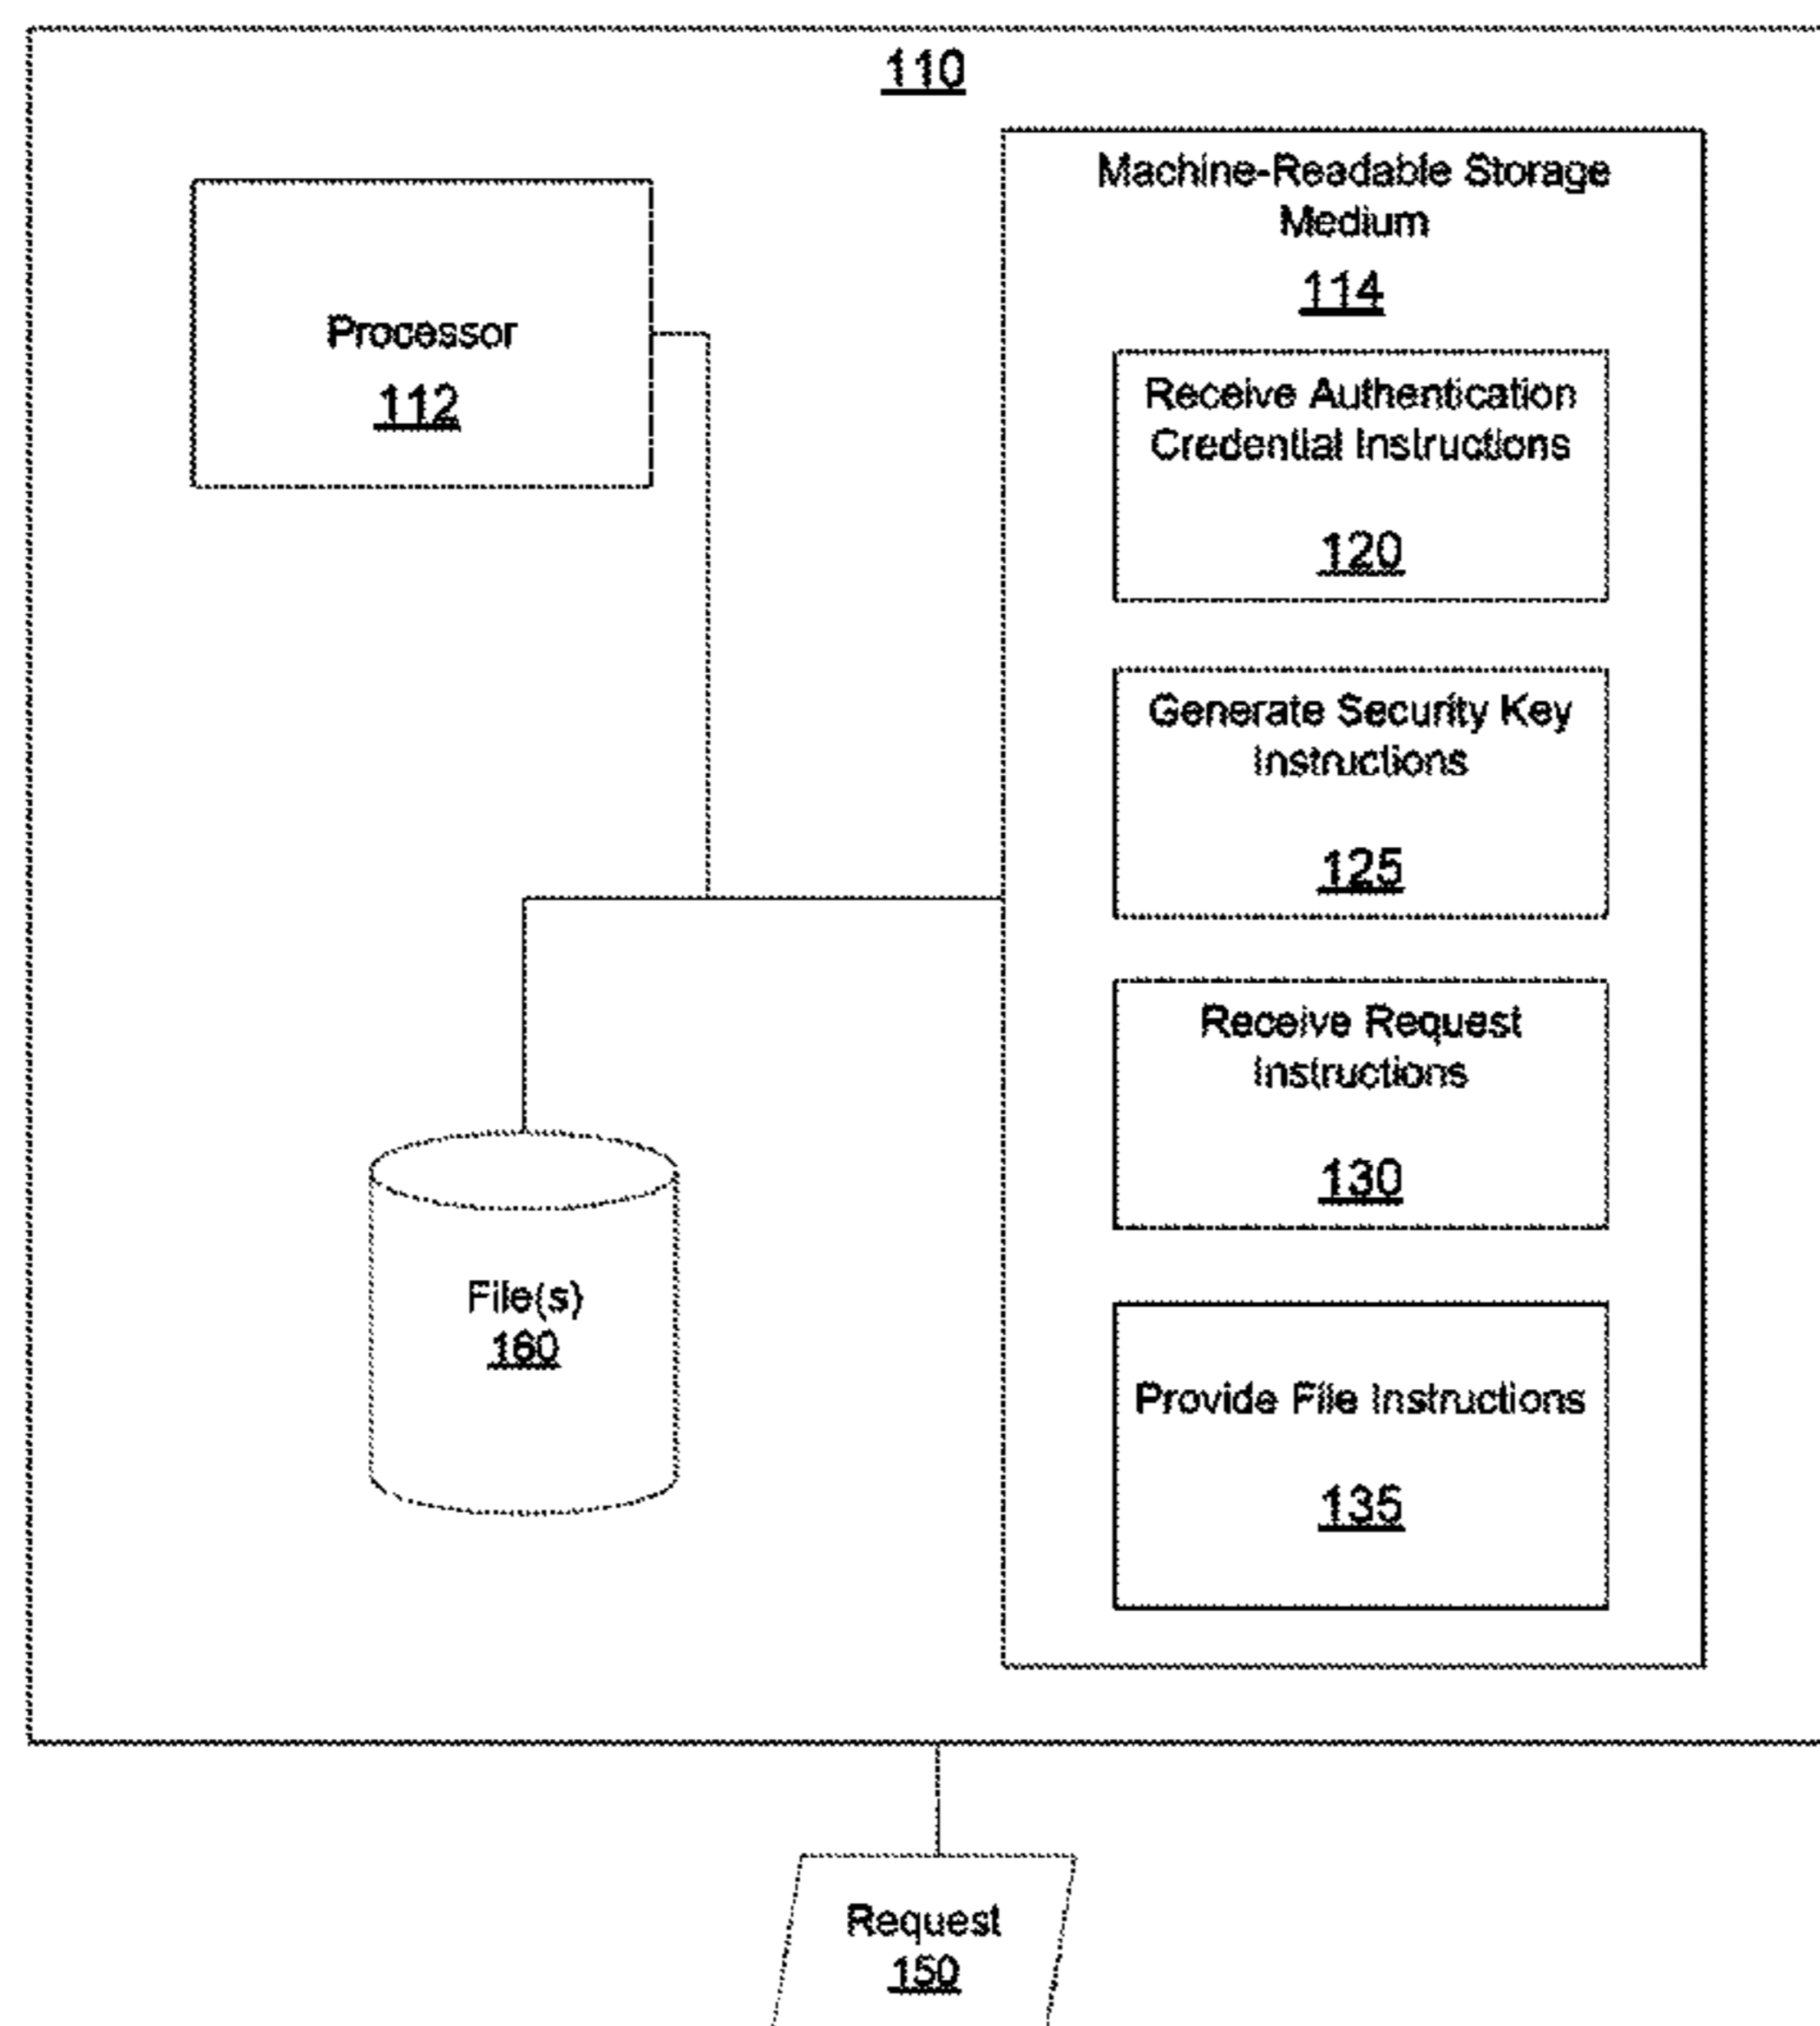 110
Machine-Readable Storage
Medium
114
Processor
112
Receive Authentication
Credential Instructions
120
Generate Security Key
Instructions
125
Receive Request
Instructions
130
File(s)
160
Provide File Instructions
135
Request
150